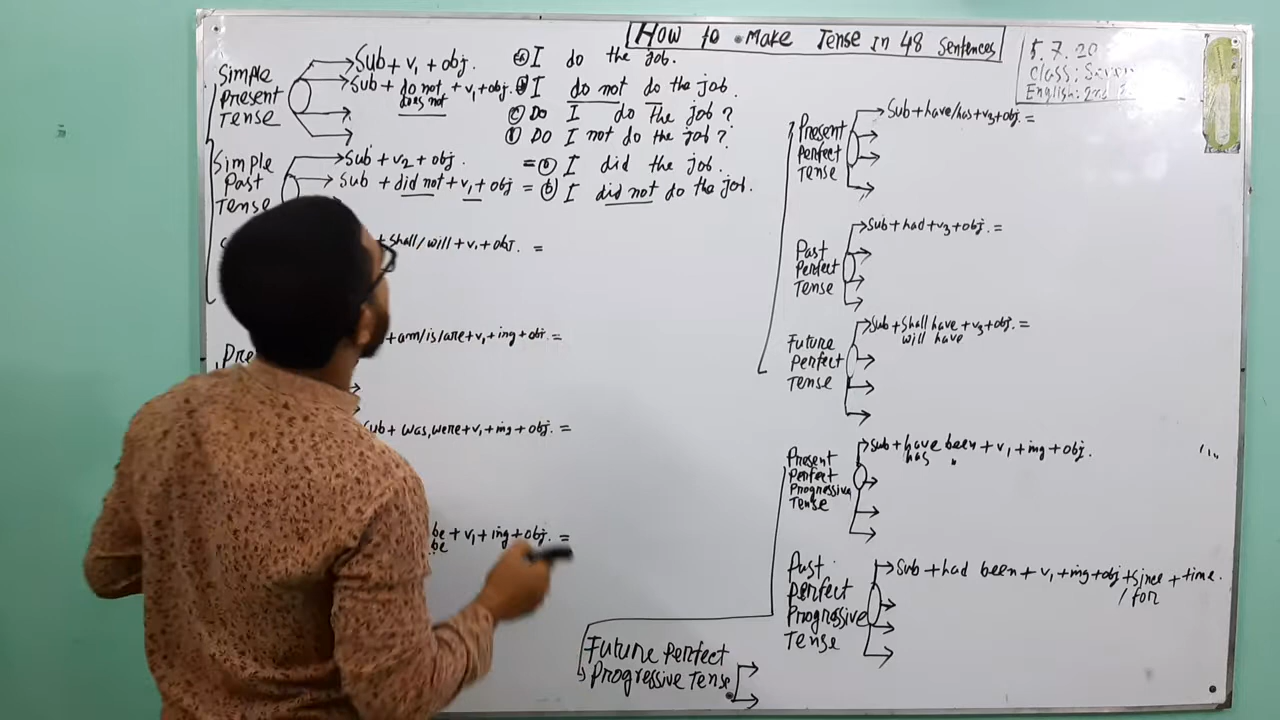 How to Make Tense In 48 Sentences
5.7.20
Class:
English: 2nd
Simple
Present
Tense
Sub + v1 + obj.
Sub + do not + v1 + obj.
does not
ⓐ I do the job.
ⓑ I do not do the job.
ⓒ Do I do The job?
ⓓ Do I not do the job?
Simple
Past
Tense
Sub + v2 + obj.
Sub + did not + v1 + obj
= ⓐ I did the job.
= ⓑ I did not do the job.
+ Shall/will + v1 + obj. =
Pre
+ am/is/are + v1 + ing + obj. =
Sub + was, were + v1 + ing + obj. =
be + v1 + ing + obj. =
be
Present
Perfect
Tense
Sub + have/has + v3 + obj. =
Past
Perfect
Tense
Sub + had + v3 + obj. =
Future
Perfect
Tense
Sub + Shall have + v3 + obj. =
will have
Present
Perfect
Progressive
Tense
Sub + have been + v1 + ing + obj.
has
Past
Perfect
Progressive
Tense
Sub + had been + v1 + ing + obj + since + time.
/ for
Future Perfect
Progressive Tense